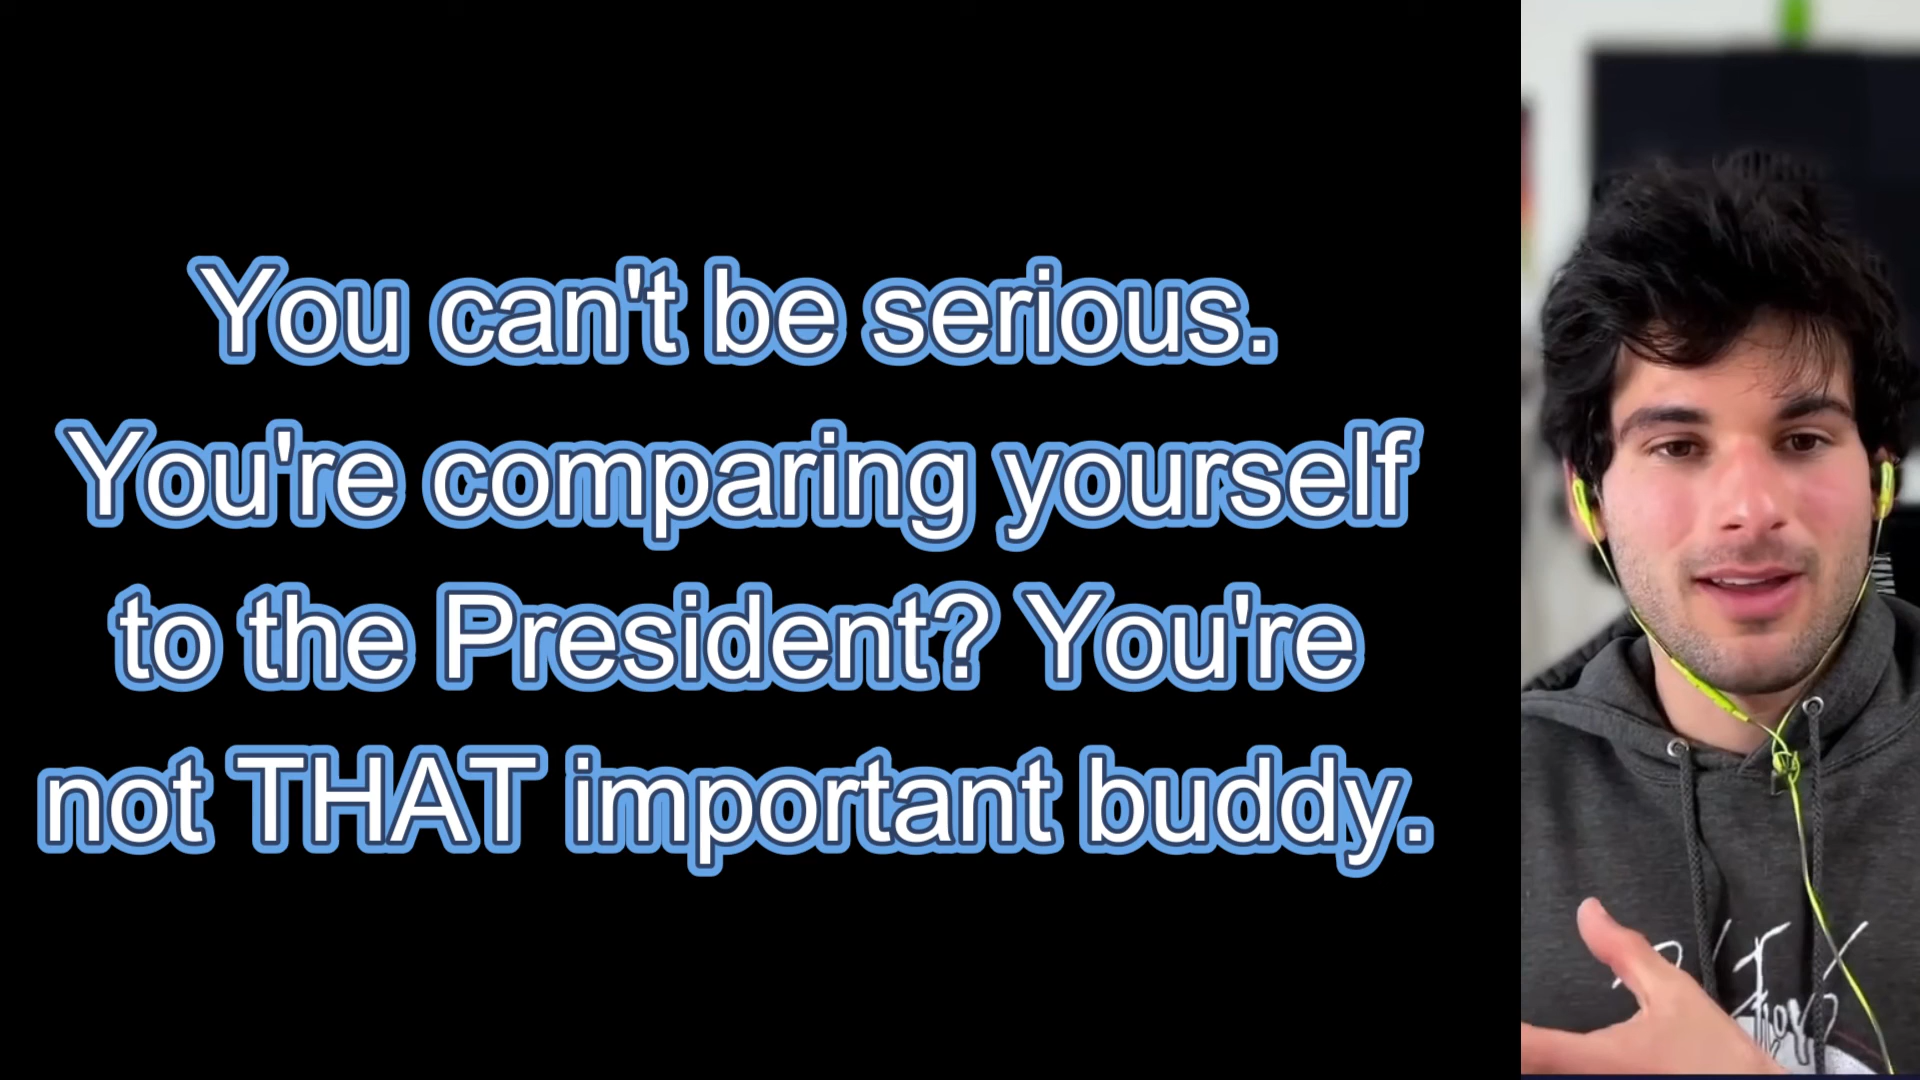 You can't be serious.
You're comparing yourself
to the President? You're
not THAT important buddy.